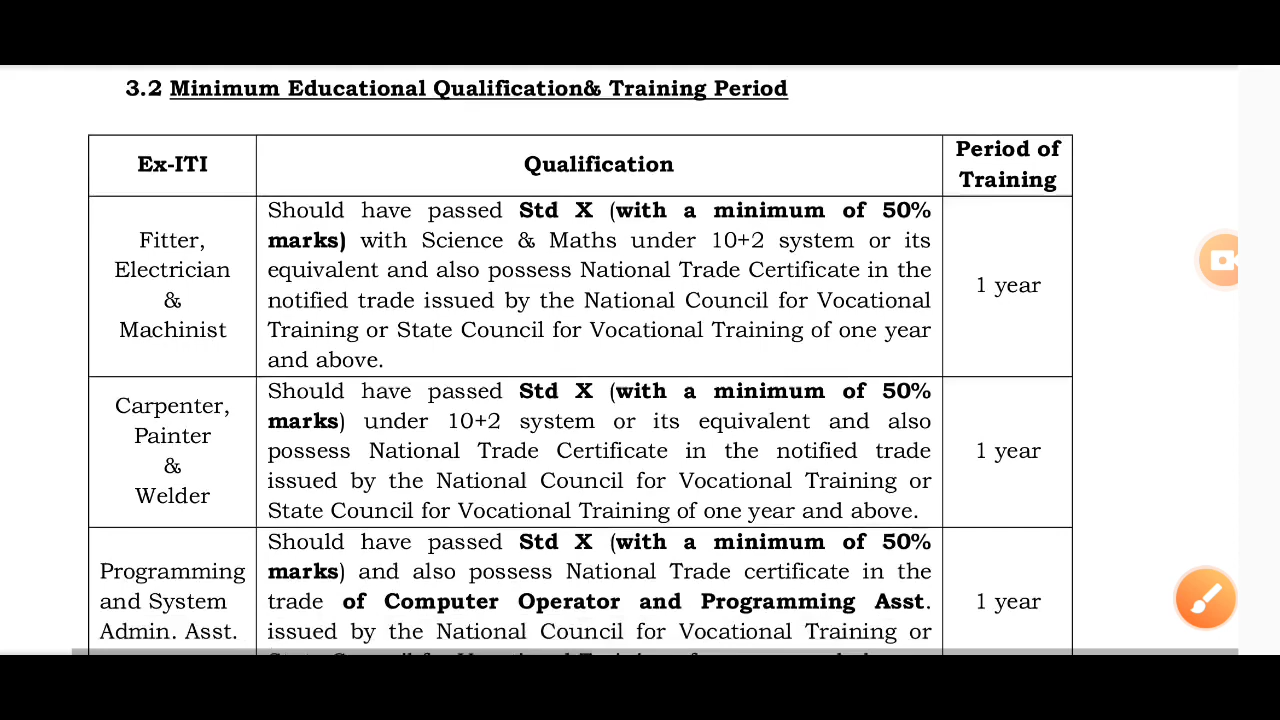 3.2 Minimum Educational Qualification& Training Period
Ex-ITI
Qualification
Period of
Training
Fitter,
Electrician
&
Machinist
Should have passed Std X (with a minimum of 50%
marks) with Science & Maths under 10+2 system or its
equivalent and also possess National Trade Certificate in the
notified trade issued by the National Council for Vocational
Training or State Council for Vocational Training of one year
and above.
1 year
Carpenter,
Painter
&
Welder
Should have passed Std X (with a minimum of 50%
marks) under 10+2 system or its equivalent and also
possess National Trade Certificate in the notified trade
issued by the National Council for Vocational Training or
State Council for Vocational Training of one year and above.
1 year
Programming
and System
Admin. Asst.
Should have passed Std X (with a minimum of 50%
marks) and also possess National Trade certificate in the
trade of Computer Operator and Programming Asst.
issued by the National Council for Vocational Training or
1 year